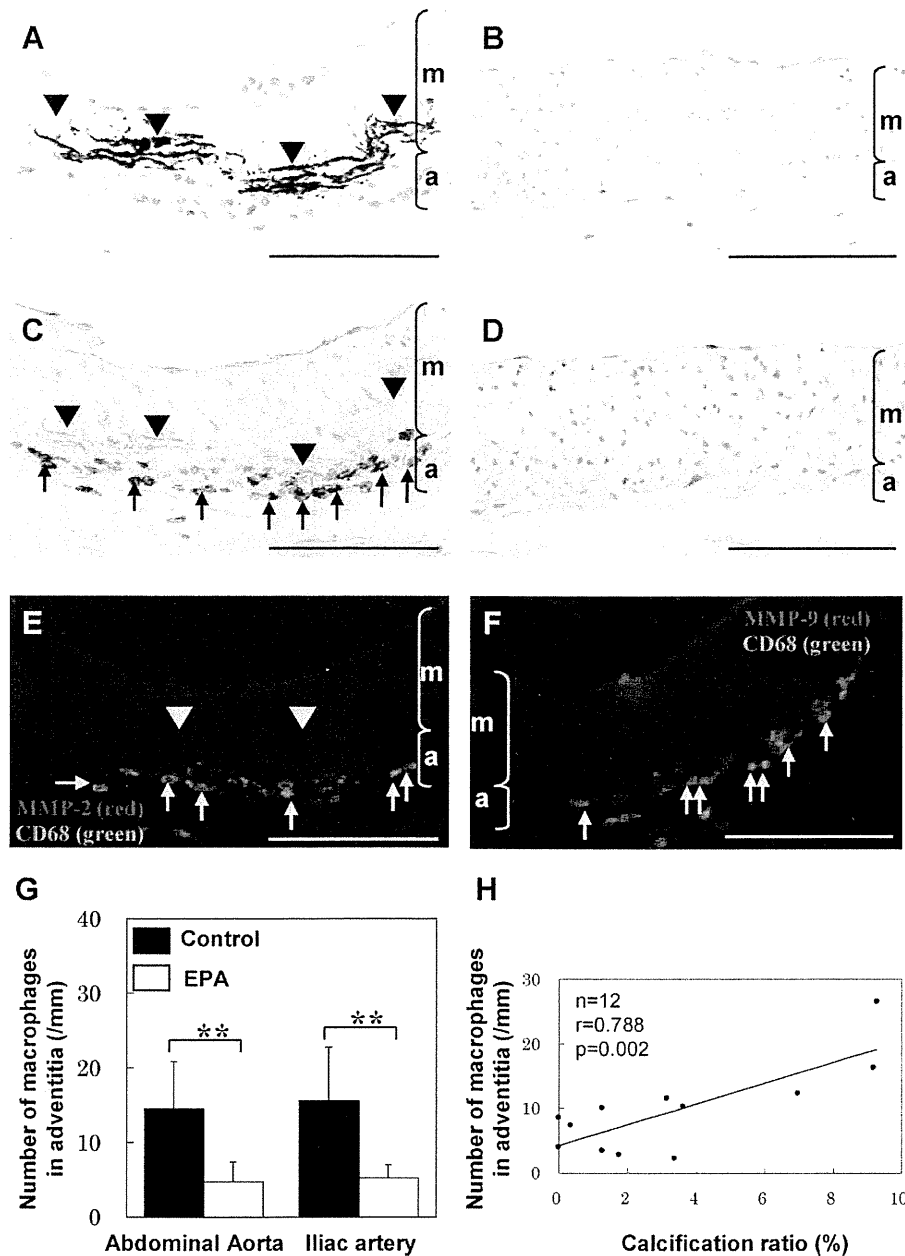 A
m
a
B
m
a
C
m
a
D
m
a
E
m
a
MMP-2 (red)
CD68 (green)
F
MMP-9 (red)
CD68 (green)
m
a
G
Number of macrophages
in adventitia (/mm)
40
30
20
10
0
Control
EPA
**
**
Abdominal Aorta
Iliac artery
H
Number of macrophages
in adventitia (/mm)
30
20
10
0
n=12
r=0.788
p=0.002
0
2
4
6
8
10
Calcification ratio (%)